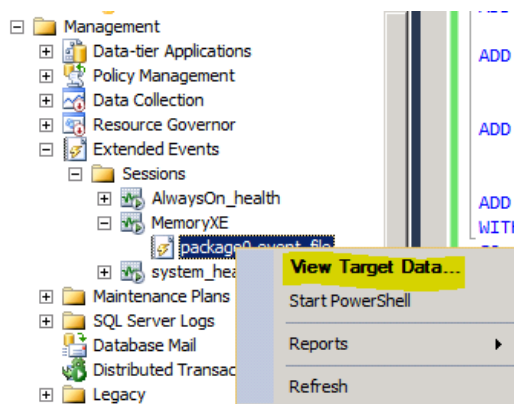 Management
Data-tier Applications
Policy Management
Data Collection
Resource Governor
Extended Events
Sessions
AlwaysOn_health
MemoryXE
package0.event_file
system_hea
Maintenance Plans
SQL Server Logs
Database Mail
Distributed Transac
Legacy
View Target Data...
Start PowerShell
Reports
Refresh
ADD
ADD
ADD
WITH